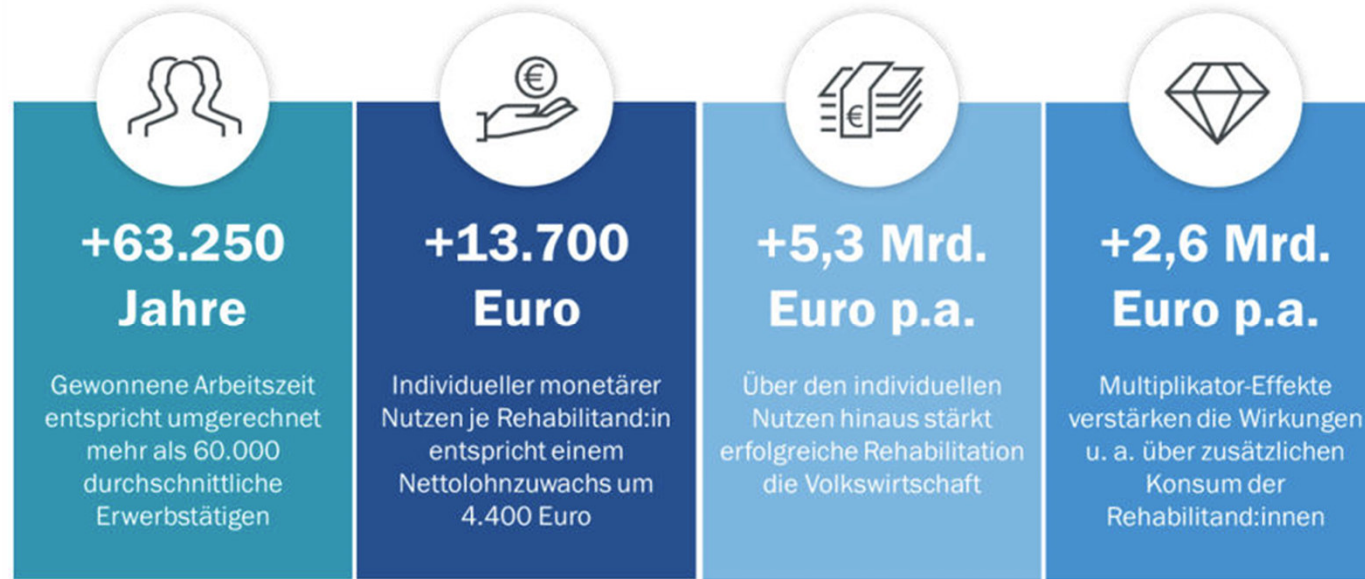 +63.250
Jahre
Gewonnene Arbeitszeit
entspricht umgerechnet
mehr als 60.000
durchschnittliche
Erwerbstätigen
€
+13.700
Euro
Individueller monetärer
Nutzen je Rehabilitand:in
entspricht einem
Nettolohnzuwachs um
4.400 Euro
€
+5,3 Mrd.
Euro p.a.
Über den individuellen
Nutzen hinaus stärkt
erfolgreiche Rehabilitation
die Volkswirtschaft
+2,6 Mrd.
Euro p.a.
Multiplikator-Effekte
verstärken die Wirkungen
u. a. über zusätzlichen
Konsum der
Rehabilitand:innen